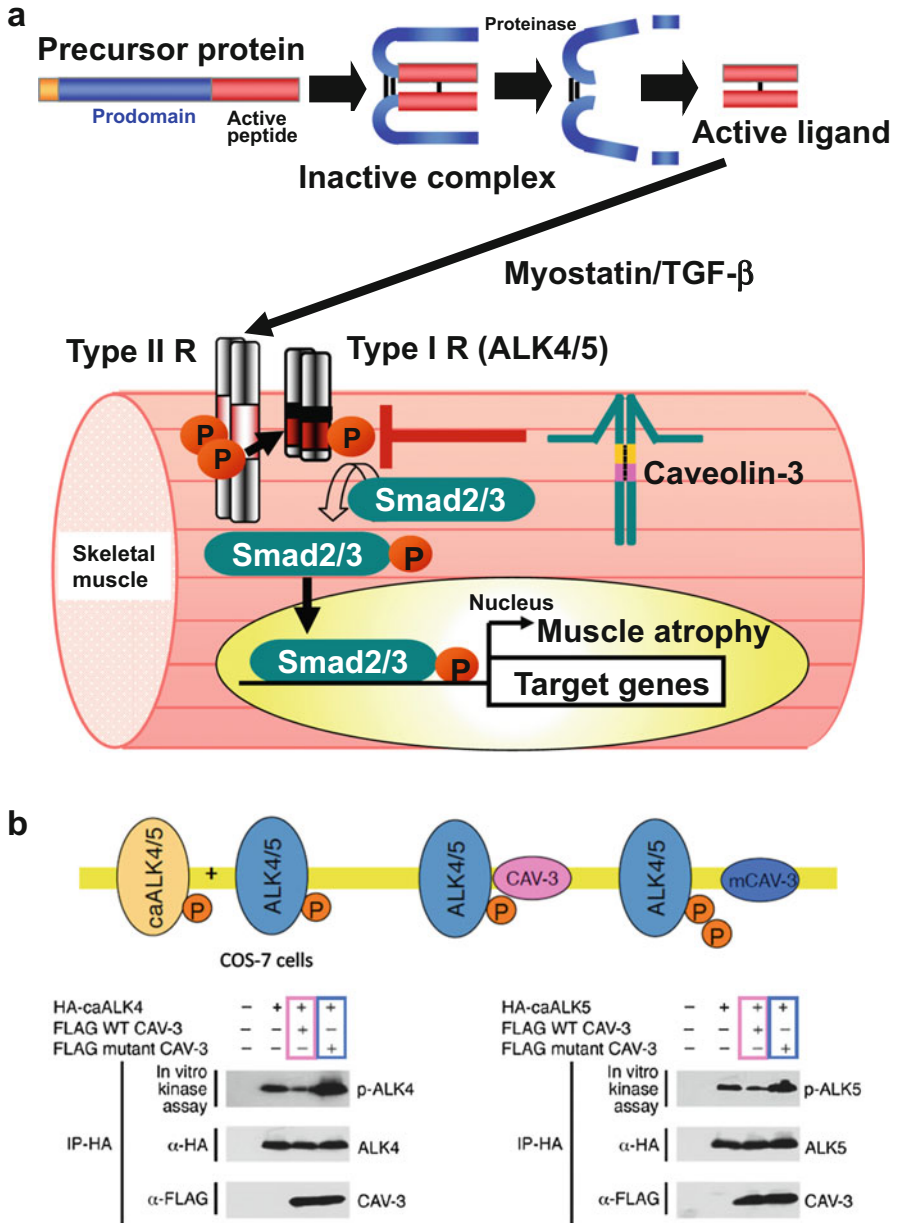 a
Precursor protein
Prodomain
Active
peptide
Proteinase
Inactive complex
Active ligand
Myostatin/TGF-β
Type II R
Type I R (ALK4/5)
P
P
P
Caveolin-3
Smad2/3
Smad2/3
P
Skeletal
muscle
Nucleus
Muscle atrophy
Smad2/3
P
Target genes
b
caALK4/5
P
+
ALK4/5
P
ALK4/5
P
CAV-3
ALK4/5
P
P
mCAV-3
COS-7 cells
HA-caALK4 – + + +
FLAG WT CAV-3 – – + –
FLAG mutant CAV-3 – – – +
In vitro
kinase
assay
p-ALK4
IP-HA
α-HA
ALK4
α-FLAG
CAV-3
HA-caALK5 – + + +
FLAG WT CAV-3 – – + –
FLAG mutant CAV-3 – – – +
In vitro
kinase
assay
p-ALK5
IP-HA
α-HA
ALK5
α-FLAG
CAV-3